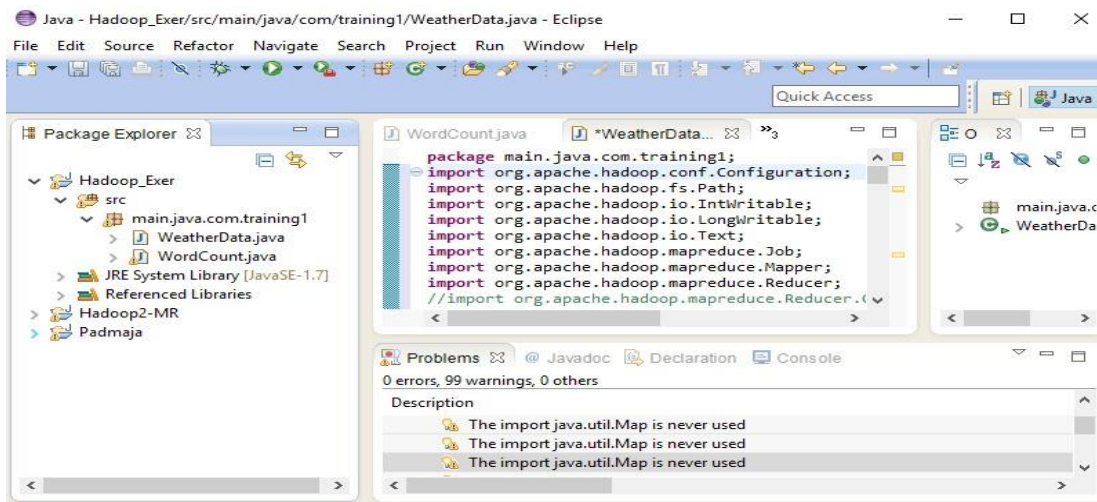 Java - Hadoop_Exer/src/main/java/com/training1/WeatherData.java - Eclipse
File Edit Source Refactor Navigate Search Project Run Window Help
Quick Access
Java
Package Explorer
Hadoop_Exer
src
main.java.com.training1
WeatherData.java
WordCount.java
JRE System Library [JavaSE-1.7]
Referenced Libraries
Hadoop2-MR
Padmaja
WordCount.java *WeatherData... »3
package main.java.com.training1;
import org.apache.hadoop.conf.Configuration;
import org.apache.hadoop.fs.Path;
import org.apache.hadoop.io.IntWritable;
import org.apache.hadoop.io.LongWritable;
import org.apache.hadoop.io.Text;
import org.apache.hadoop.mapreduce.Job;
import org.apache.hadoop.mapreduce.Mapper;
import org.apache.hadoop.mapreduce.Reducer;
//import org.apache.hadoop.mapreduce.Reducer.(
O
main.java.c
WeatherDa
Problems @ Javadoc Declaration Console
0 errors, 99 warnings, 0 others
Description
The import java.util.Map is never used
The import java.util.Map is never used
The import java.util.Map is never used